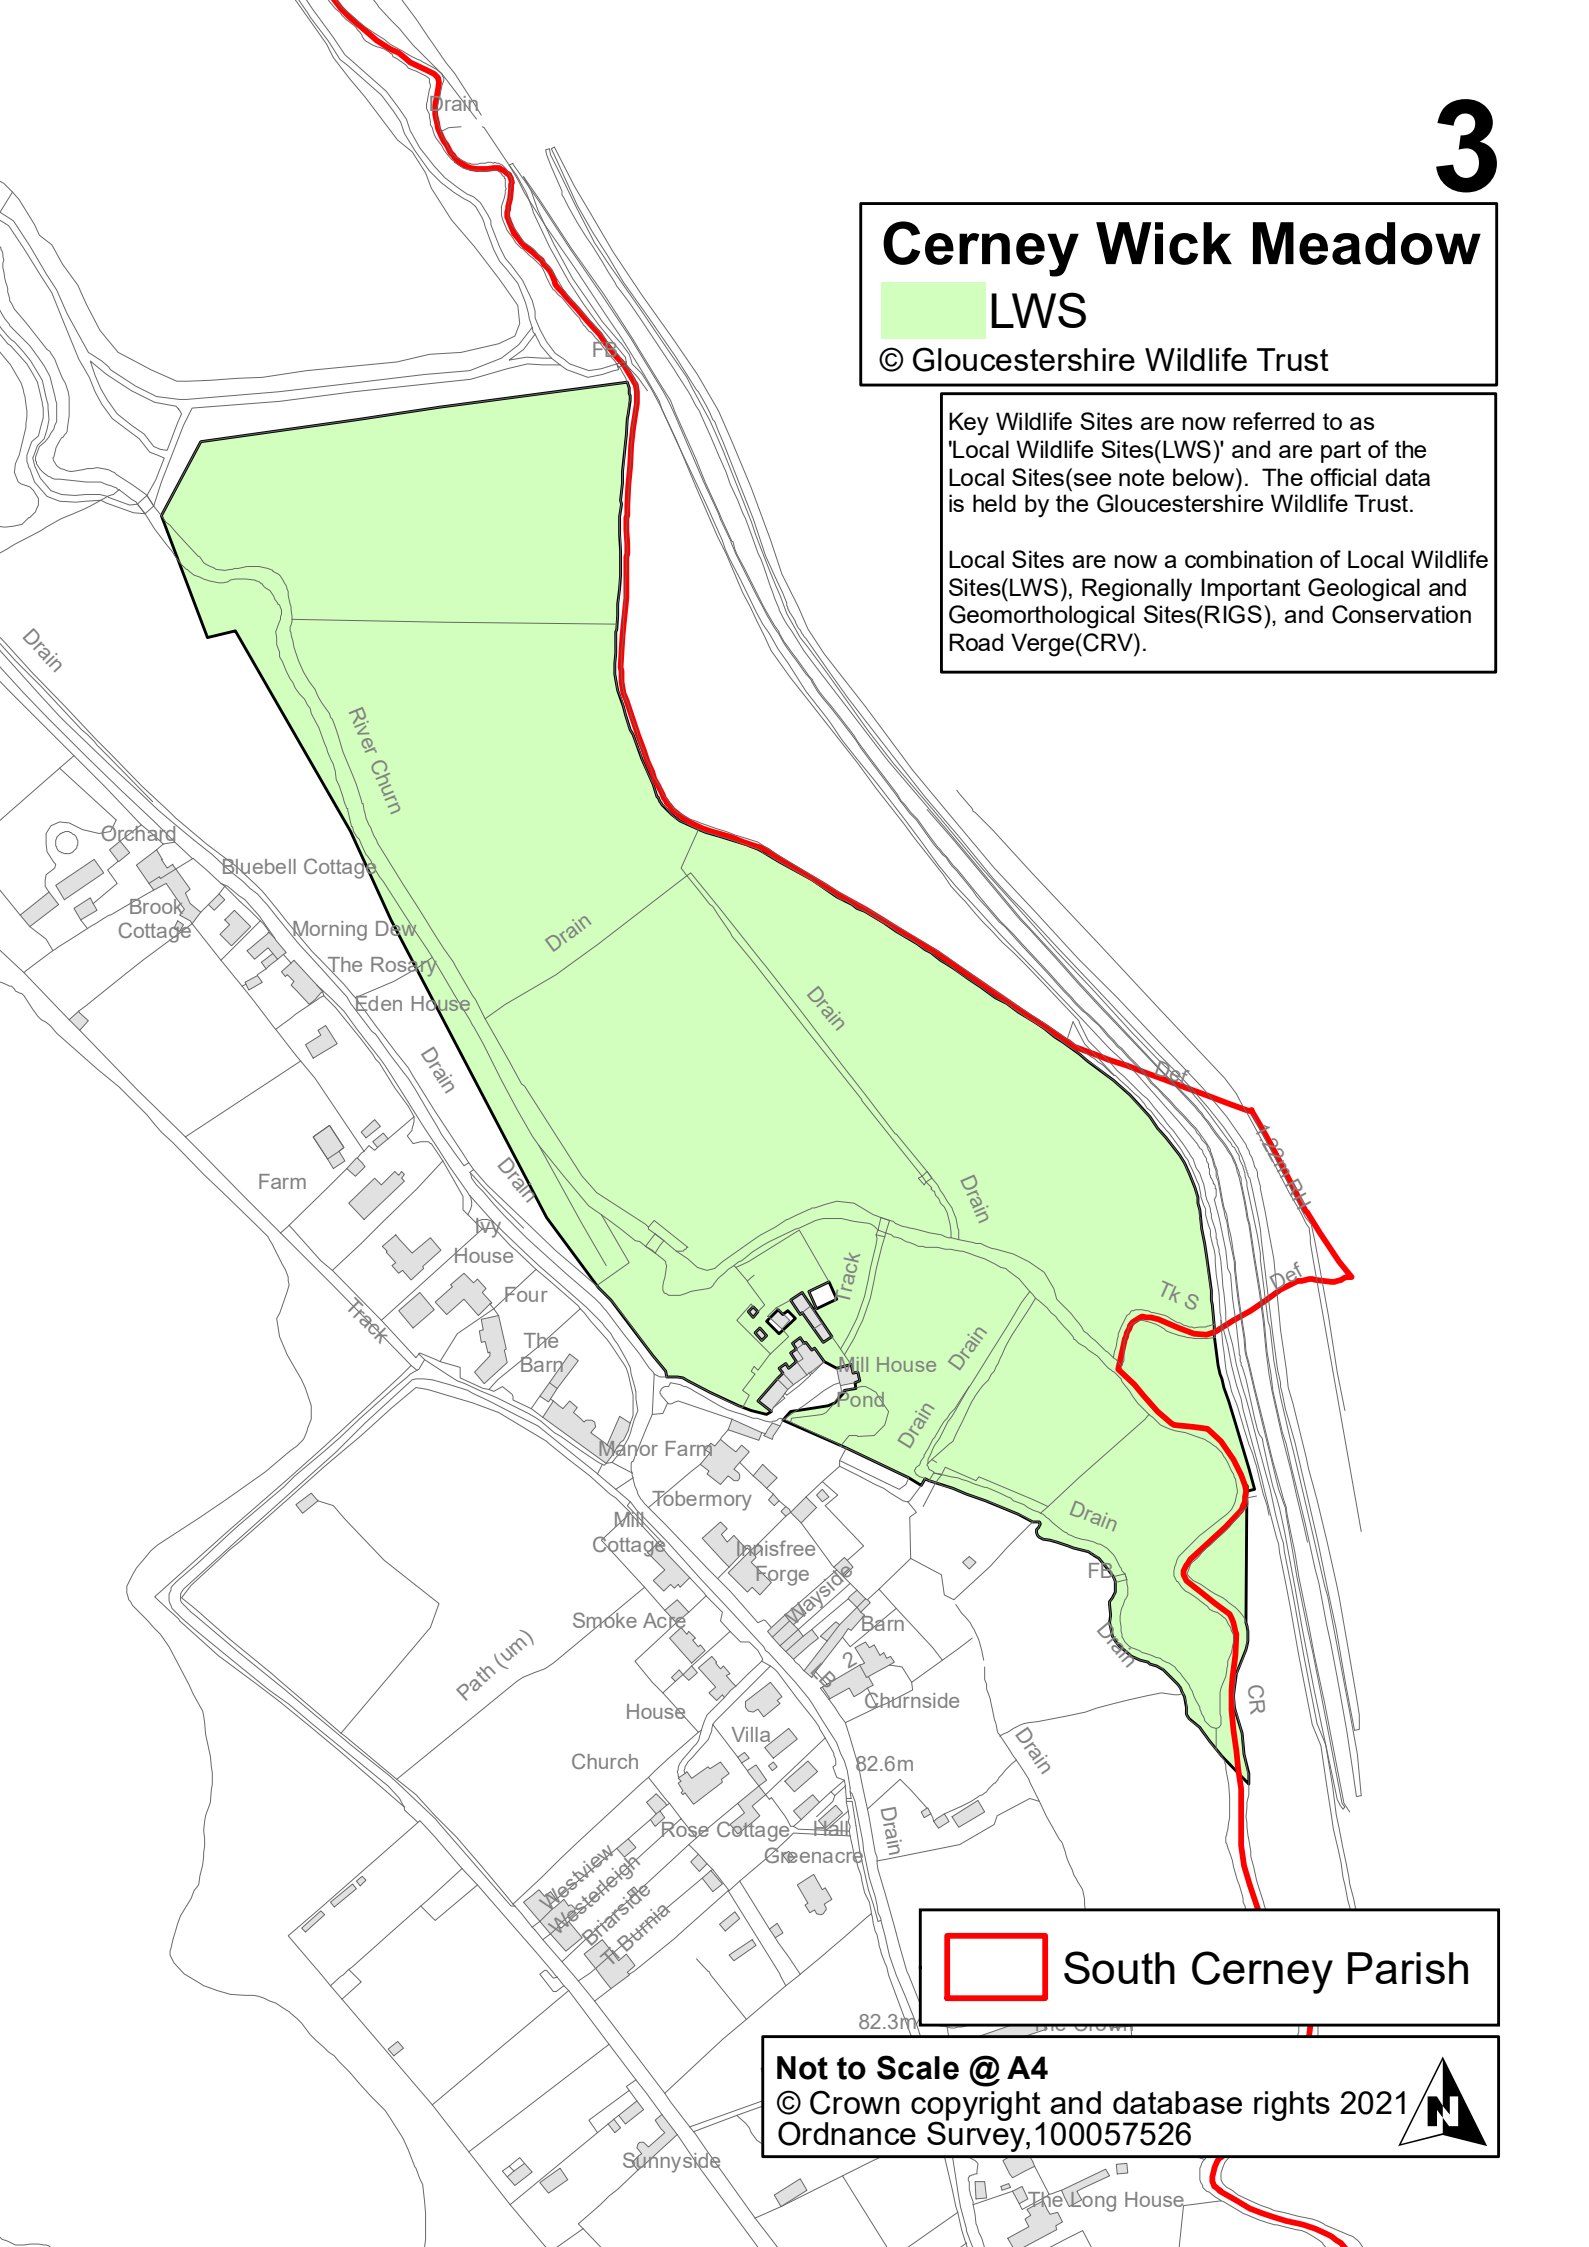 3
Cerney Wick Meadow
LWS
© Gloucestershire Wildlife Trust
Key Wildlife Sites are now referred to as
'Local Wildlife Sites(LWS)' and are part of the
Local Sites(see note below).  The official data
is held by the Gloucestershire Wildlife Trust.
Local Sites are now a combination of Local Wildlife
Sites(LWS), Regionally Important Geological and
Geomorthological Sites(RIGS), and Conservation
Road Verge(CRV).
Drain
FB
Drain
River Churn
Orchard
Bluebell Cottage
Brook
Cottage
Morning Dew
The Rosary
Eden House
Drain
Drain
Drain
Def
1.22m RH
Farm
Drain
Drain
Ivy
House
Four
Track
The
Barn
Track
Tk S
Def
Mill House
Drain
Pond
Drain
Manor Farm
Tobermory
Mill
Cottage
Innisfree
Forge
Drain
FB
Wayside
Smoke Acre
Barn
Drain
Path (um)
2
LB
Churnside
CR
House
Villa
Church
82.6m
Drain
Rose Cottage
Hall
Drain
Greenacre
Westview
Westerleigh
Briarside
Ti Burnia
South Cerney Parish
82.3m
The Crown
Not to Scale @ A4
© Crown copyright and database rights 2021
Ordnance Survey,100057526
N
Sunnyside
The Long House